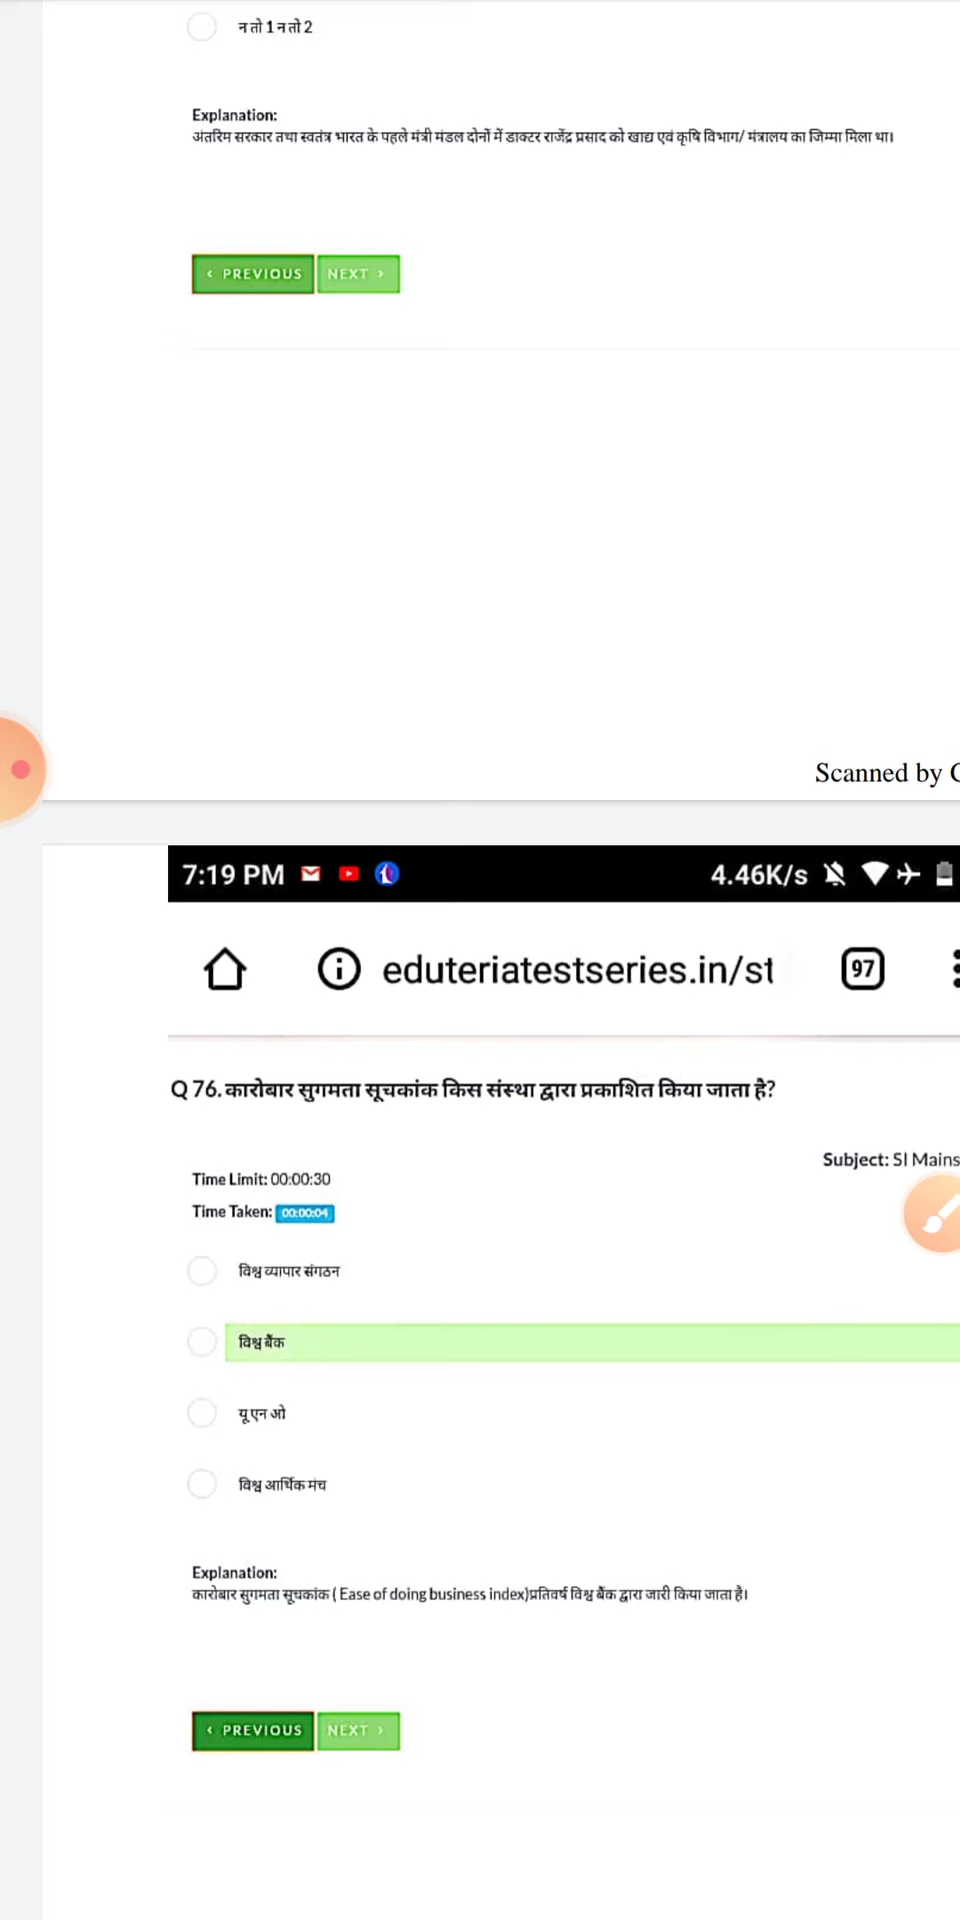 न तो 1 न तो 2
Explanation:
अंतरिम सरकार तथा स्वतंत्र भारत के पहले मंत्री मंडल दोनों में डाक्टर राजेंद्र प्रसाद को खाद्य एवं कृषि विभाग/ मंत्रालय का जिम्मा मिला था।
< PREVIOUS NEXT >
Scanned by
7:19 PM 4.46K/s
eduteriatestseries.in/st 97
Q 76. कारोबार सुगमता सूचकांक किस संस्था द्वारा प्रकाशित किया जाता है?
Subject: SI Mains
Time Limit: 00:00:30
Time Taken: 00:00:04
विश्व व्यापार संगठन
विश्व बैंक
यू एन ओ
विश्व आर्थिक मंच
Explanation:
कारोबार सुगमता सूचकांक ( Ease of doing business index)प्रतिवर्ष विश्व बैंक द्वारा जारी किया जाता है।
< PREVIOUS NEXT >